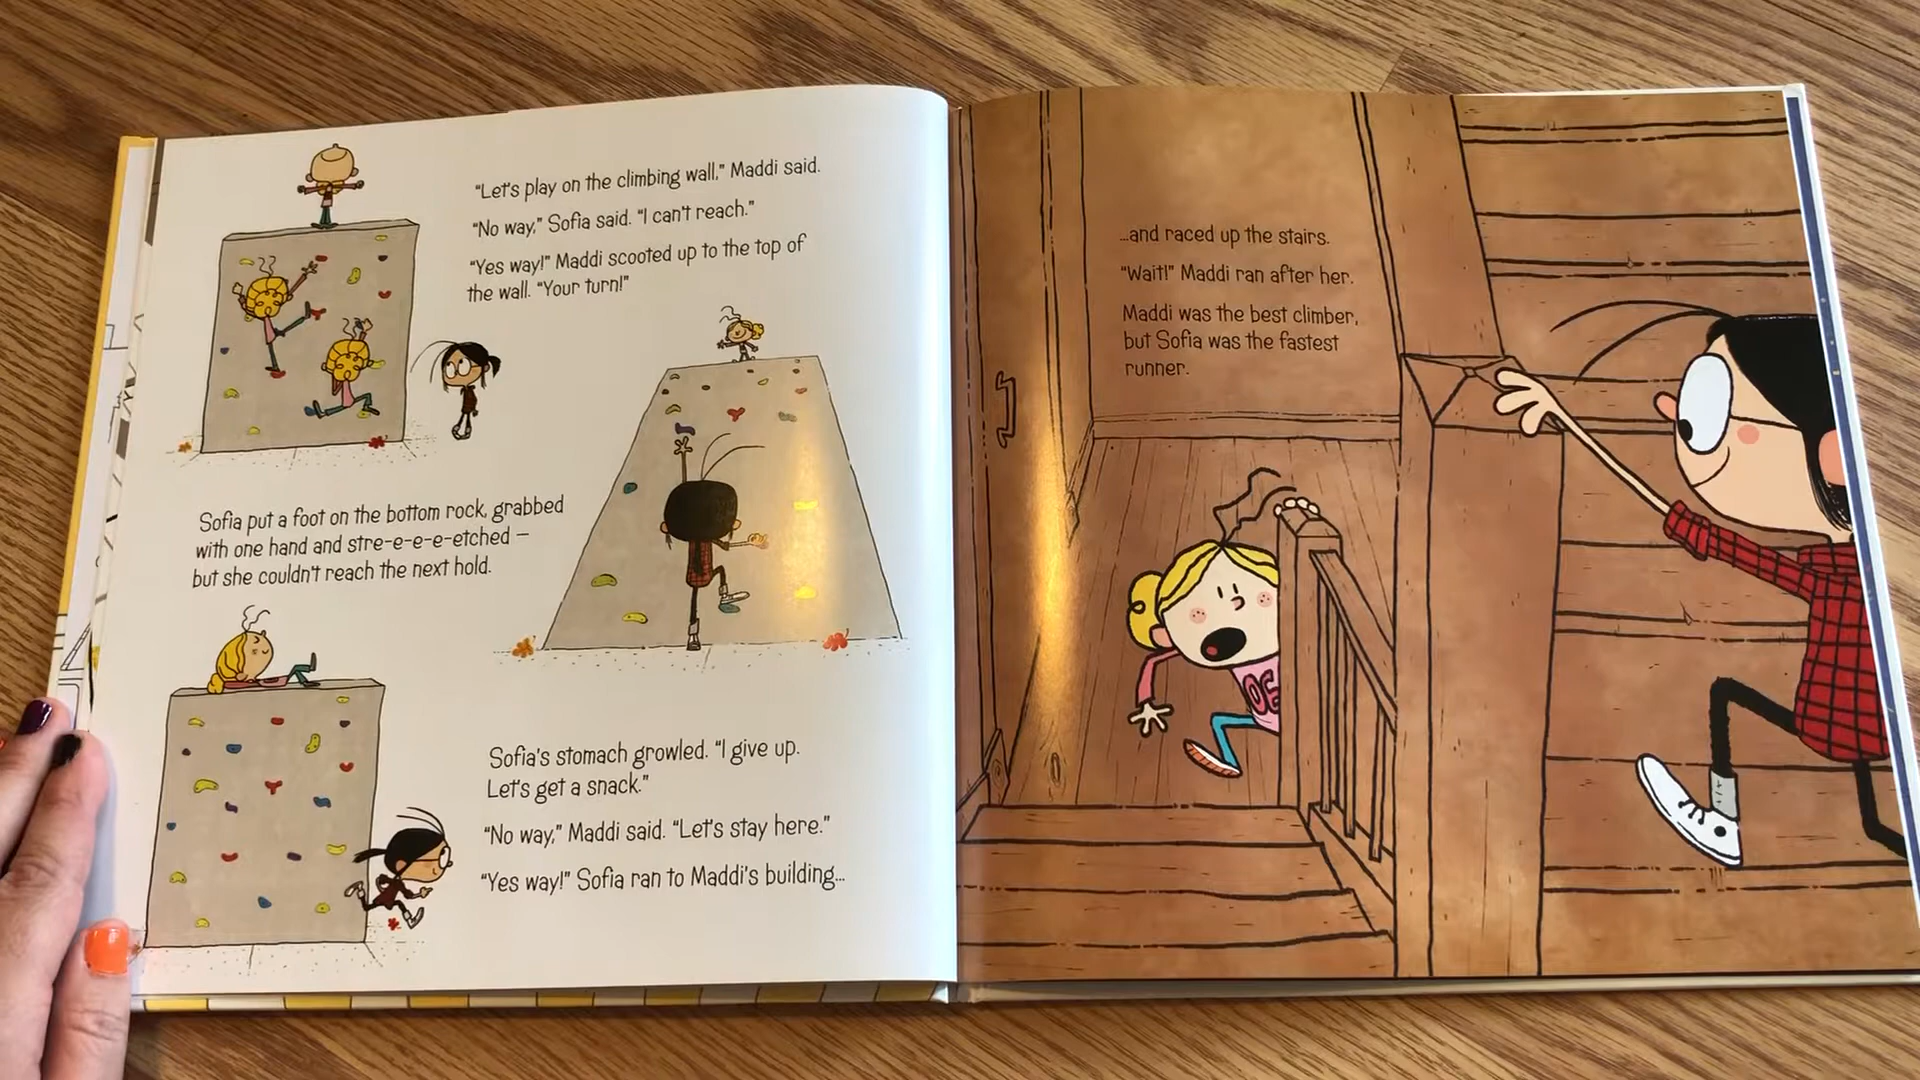 “Let’s play on the climbing wall,” Maddi said.
“No way,” Sofia said. “I can’t reach.”
“Yes way!” Maddi scooted up to the top of
the wall. “Your turn!”
Sofia put a foot on the bottom rock, grabbed
with one hand and stre-e-e-e-etched –
but she couldn’t reach the next hold.
Sofia’s stomach growled. “I give up.
Let’s get a snack.”
“No way,” Maddi said. “Let’s stay here.”
“Yes way!” Sofia ran to Maddi’s building...
...and raced up the stairs.
“Wait!” Maddi ran after her.
Maddi was the best climber,
but Sofia was the fastest
runner.